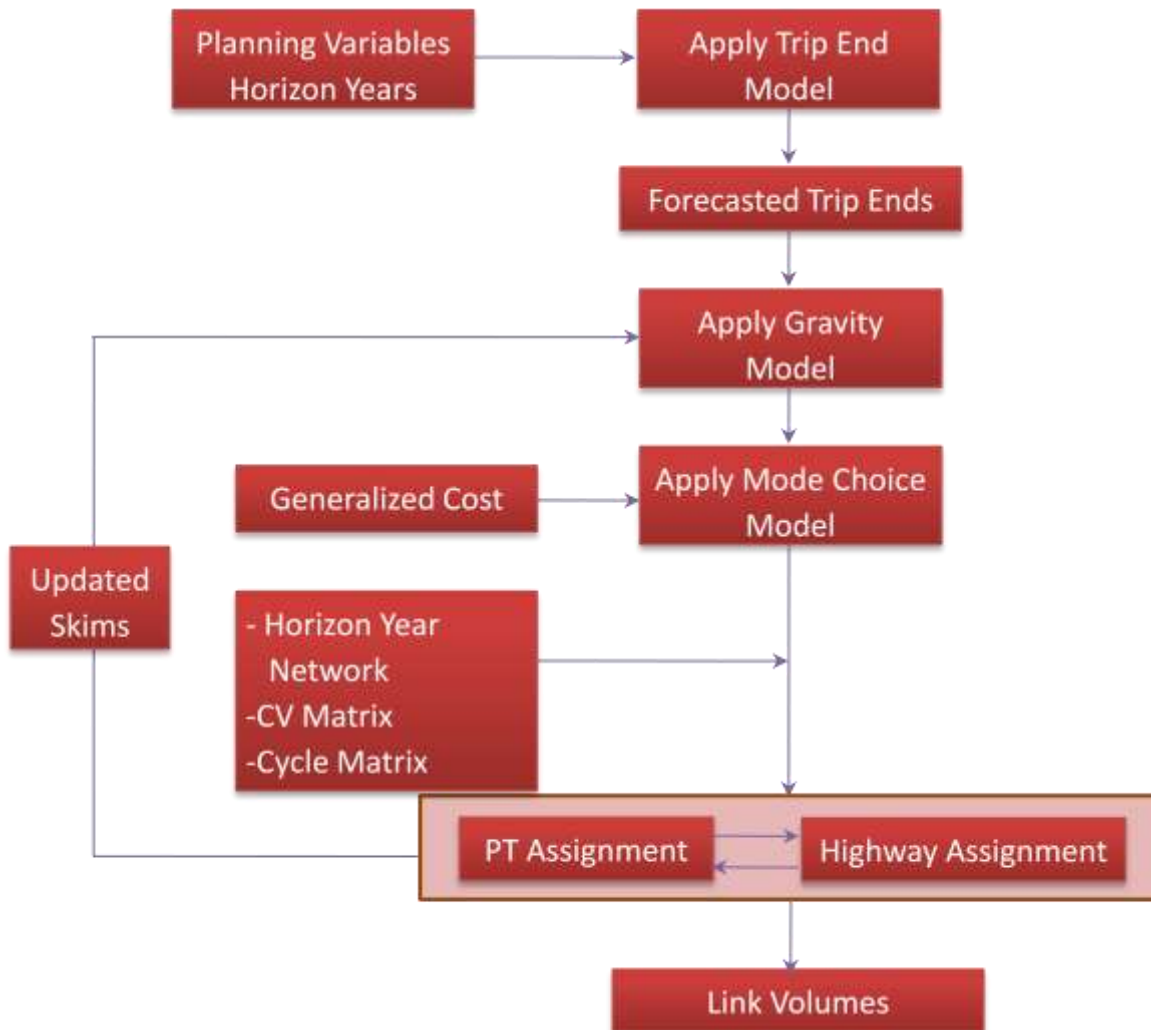 Planning Variables
Horizon Years
Apply Trip End
Model
Forecasted Trip Ends
Apply Gravity
Model
Generalized Cost
Apply Mode Choice
Model
Updated
Skims
- Horizon Year
Network
-CV Matrix
-Cycle Matrix
PT Assignment
Highway Assignment
Link Volumes